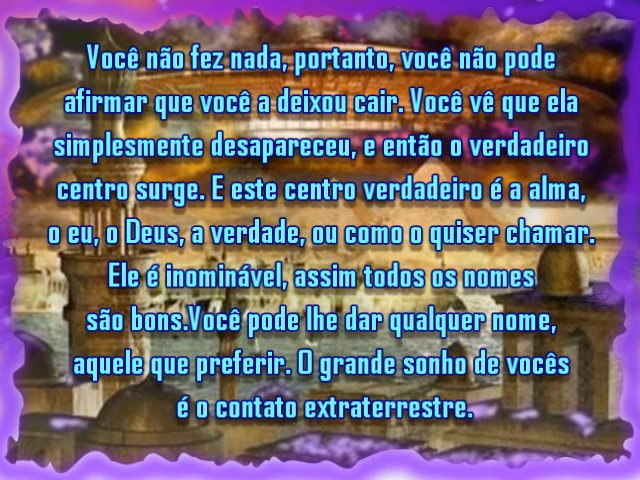 Você não fez nada, portanto, você não pode
afirmar que você a deixou cair. Você vê que ela
simplesmente desapareceu, e então o verdadeiro
centro surge. E este centro verdadeiro é a alma,
o eu, o Deus, a verdade, ou como o quiser chamar.
Ele é inominável, assim todos os nomes
são bons.Você pode lhe dar qualquer nome,
aquele que preferir. O grande sonho de vocês
é o contato extraterrestre.